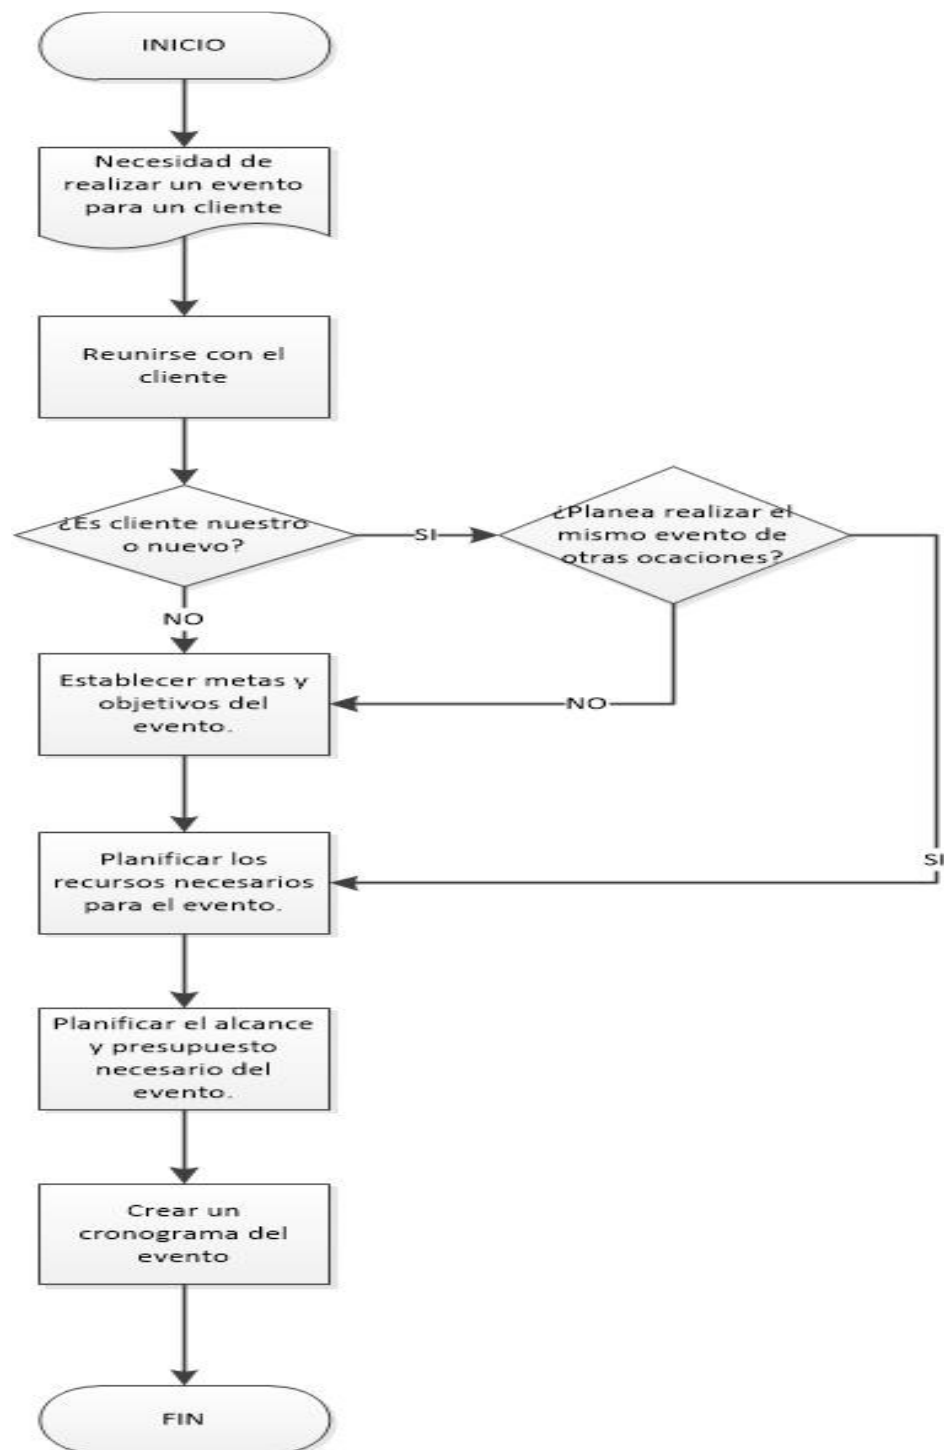 INICIO
Necesidad de
realizar un evento
para un cliente
Reunirse con el
cliente
¿Es cliente nuestro
o nuevo?
SI
¿Planea realizar el
mismo evento de
otras ocaciones?
NO
Establecer metas y
objetivos del
evento.
NO
Planificar los
recursos necesarios
para el evento.
SI
Planificar el alcance
y presupuesto
necesario del
evento.
Crear un
cronograma del
evento
FIN